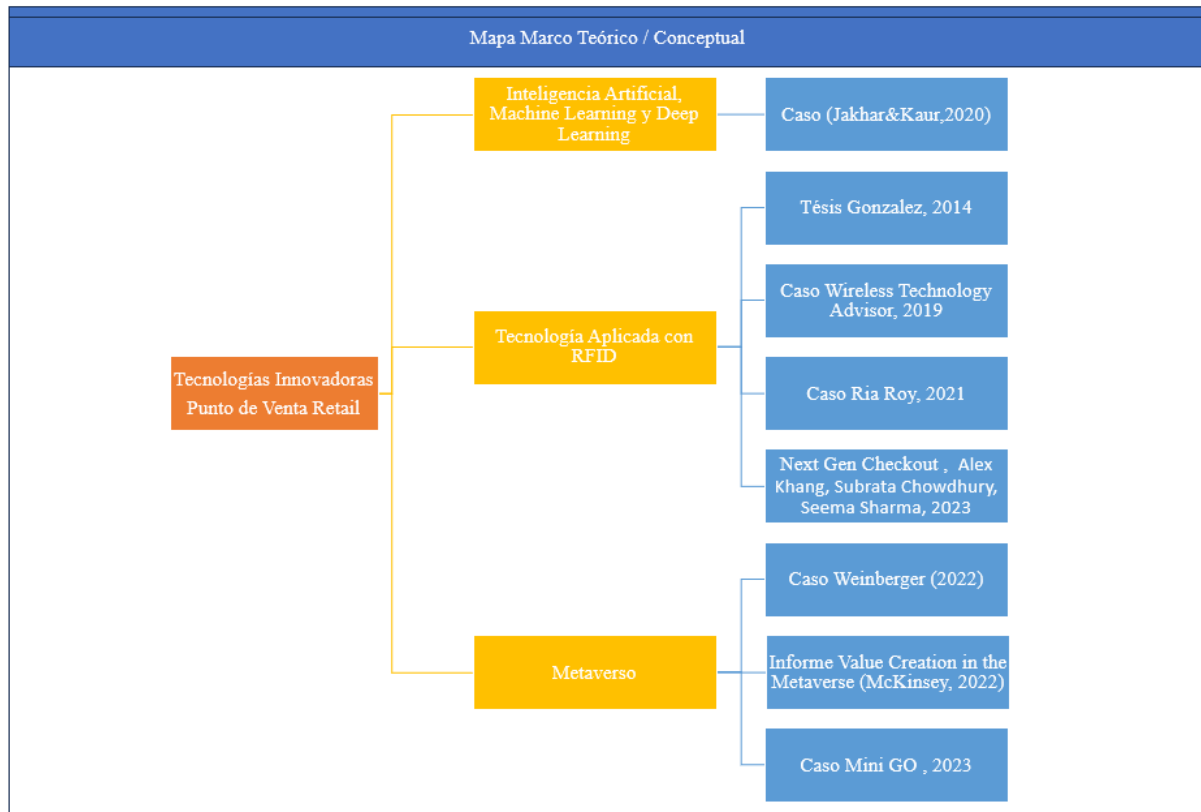 Mapa Marco Teórico / Conceptual
Inteligencia Artificial,
Machine Learning y Deep
Learning
Caso (Jakhar&Kaur,2020)
Tésis Gonzalez, 2014
Caso Wireless Technology
Advisor, 2019
Tecnología Aplicada con
RFID
Tecnologías Innovadoras
Punto de Venta Retail
Caso Ria Roy, 2021
Next Gen Checkout , Alex
Khang, Subrata Chowdhury,
Seema Sharma, 2023
Caso Weinberger (2022)
Metaverso
Informe Value Creation in the
Metaverse (McKinsey, 2022)
Caso Mini GO , 2023